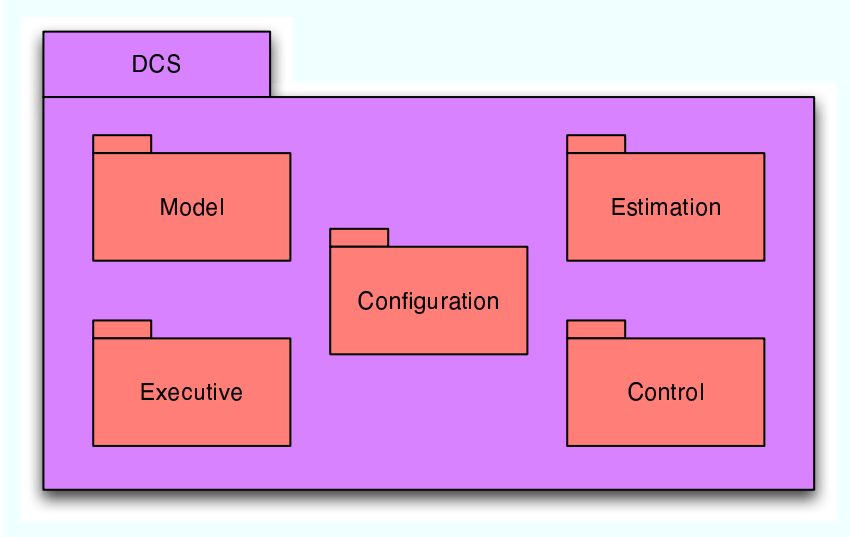 DCS
Model
Estimation
Configuration
Executive
Control